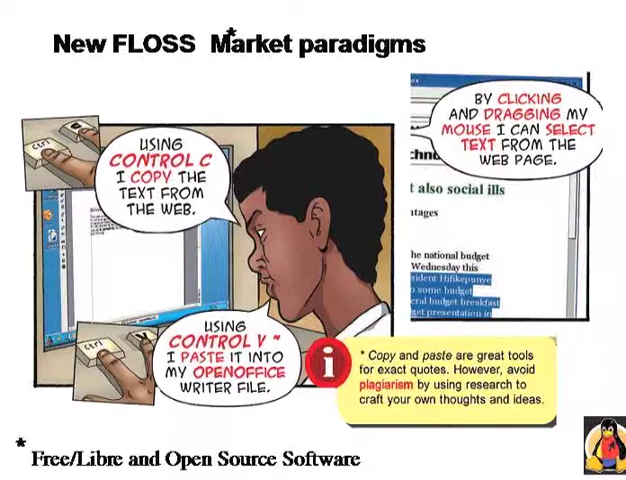 New FLOSS Market paradigms
*
BY CLICKING
AND DRAGGING MY
MOUSE I CAN SELECT
TEXT FROM THE
WEB PAGE.
Ctrl
USING
CONTROL C
I COPY THE
TEXT FROM
THE WEB.
t also social ills
ntages
he national budget
Wednesday this
sident Hifikepunye
o some budget
eral budget breakfast
get presentation in
Ctrl
USING
CONTROL V *
I PASTE IT INTO
MY OPENOFFICE
WRITER FILE.
i
* Copy and paste are great tools
for exact quotes. However, avoid
plagiarism by using research to
craft your own thoughts and ideas.
*
Free/Libre and Open Source Software